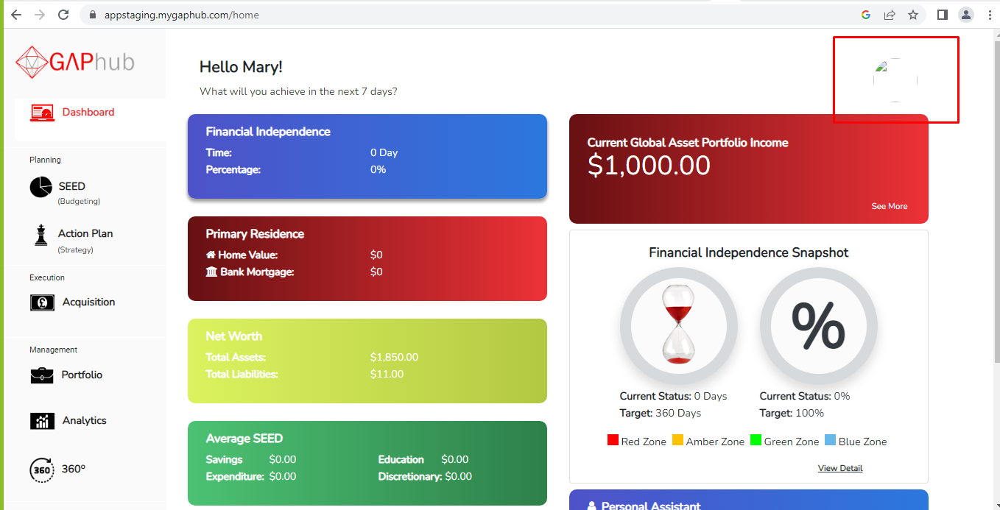 appstaging.mygaphub.com/home
GAPhub
Dashboard
Planning
SEED
(Budgeting)
Action Plan
(Strategy)
Execution
Acquisition
Management
Portfolio
Analytics
360
360º
Hello Mary!
What will you achieve in the next 7 days?
Financial Independence
Time: 0 Day
Percentage: 0%
Primary Residence
Home Value: $0
Bank Mortgage: $0
Net Worth
Total Assets: $1,850.00
Total Liabilities: $11.00
Average SEED
Savings $0.00 Education $0.00
Expenditure: $0.00 Discretionary: $0.00
Current Global Asset Portfolio Income
$1,000.00
See More
Financial Independence Snapshot
%
Current Status: 0 Days
Target: 360 Days
Current Status: 0%
Target: 100%
Red Zone Amber Zone Green Zone Blue Zone
View Detail
Personal Assistant